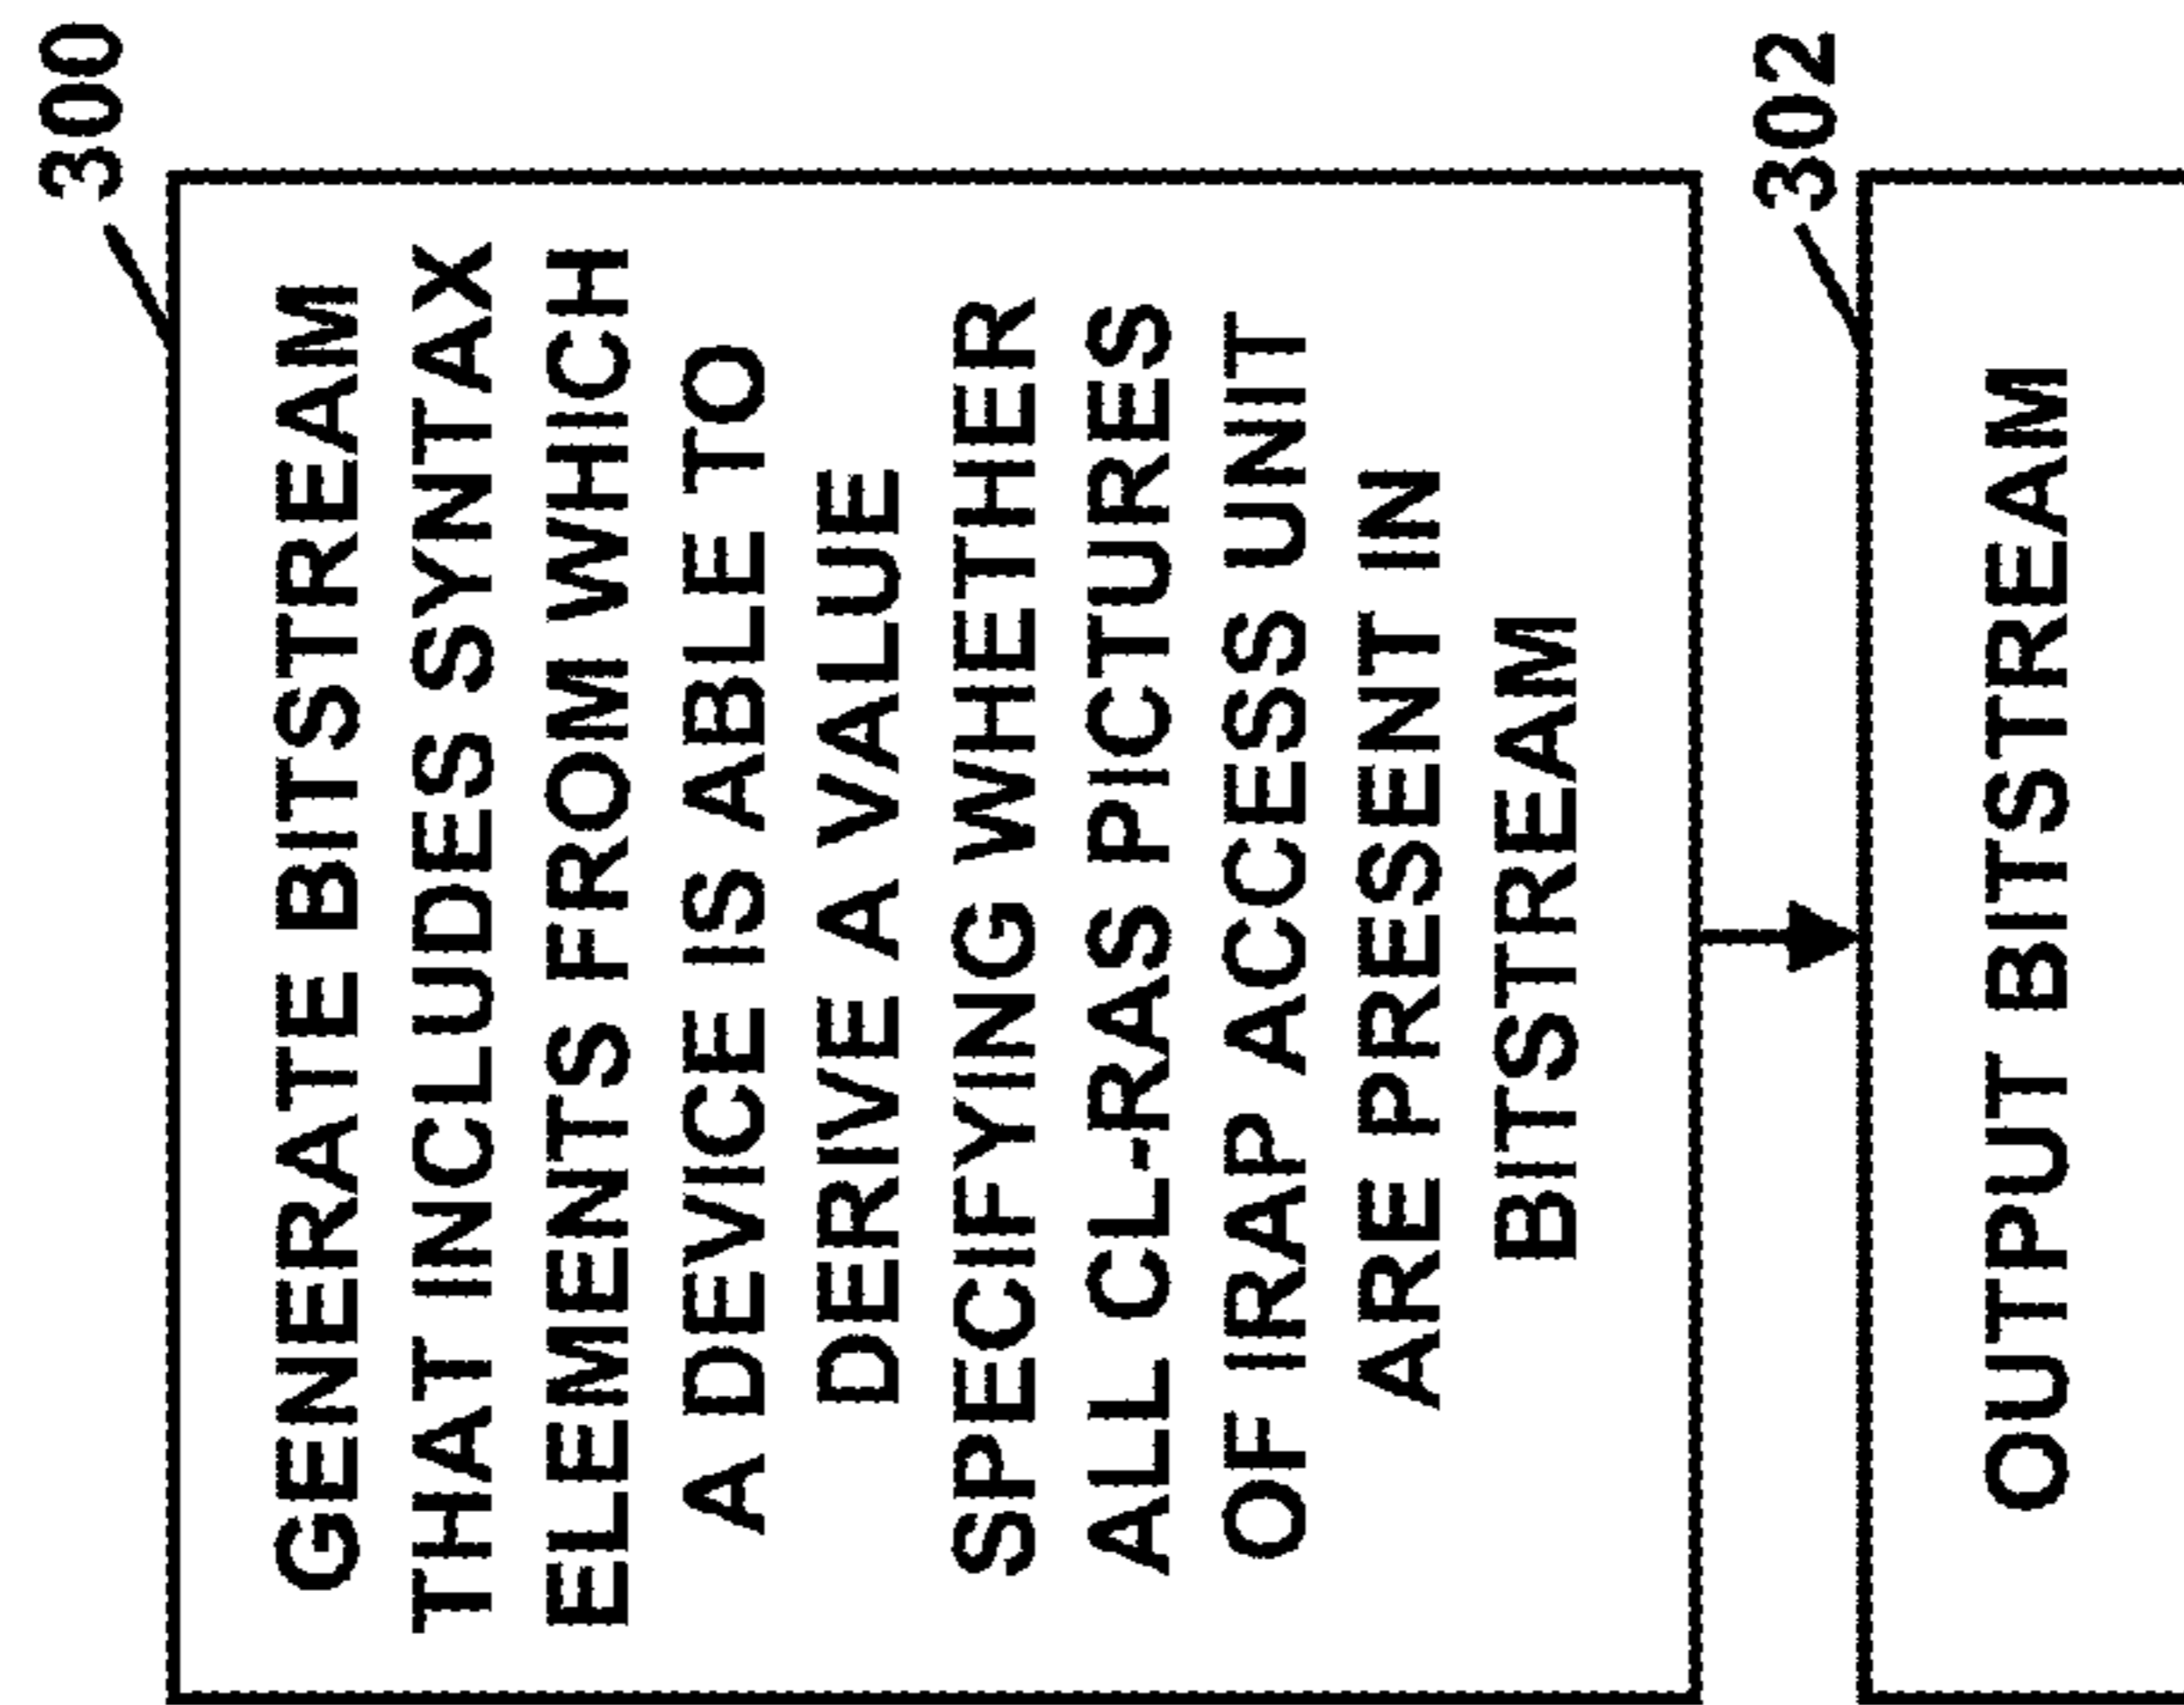 300
GENERATE BITSTREAM
THAT INCLUDES SYNTAX
ELEMENTS FROM WHICH
A DEVICE IS ABLE TO
DERIVE A VALUE
SPECIFYING WHETHER
ALL CL-RAS PICTURES
OF IRAP ACCESS UNIT
ARE PRESENT IN
BITSTREAM
302
OUTPUT BITSTREAM